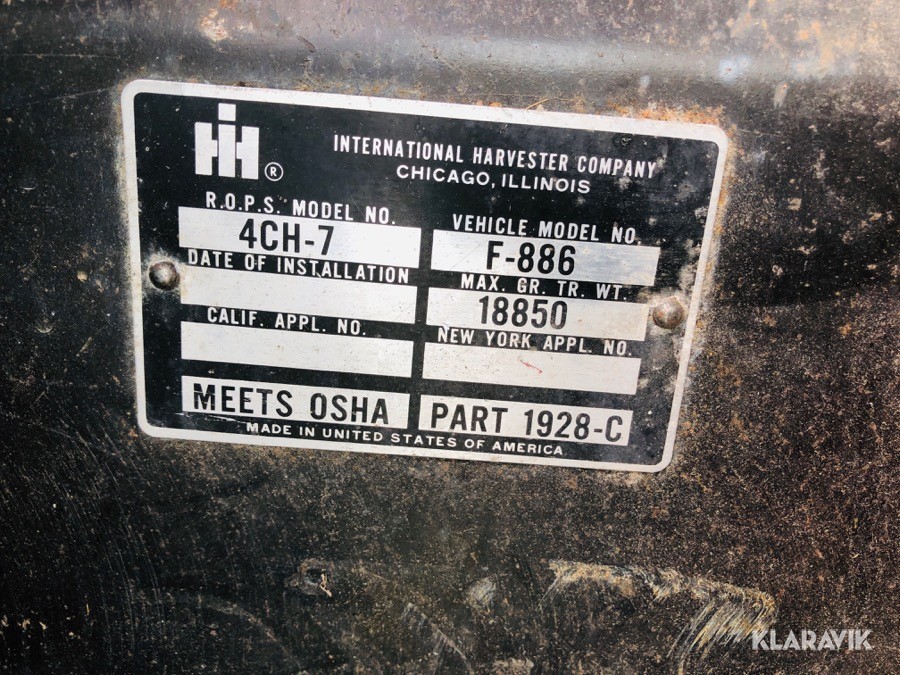 IH ®
INTERNATIONAL HARVESTER COMPANY
CHICAGO, ILLINOIS
R.O.P.S. MODEL NO.
4CH-7
VEHICLE MODEL NO.
F-886
DATE OF INSTALLATION
MAX. GR. TR. WT.
18850
CALIF. APPL. NO.
NEW YORK APPL. NO.
MEETS OSHA
PART 1928-C
MADE IN UNITED STATES OF AMERICA
KLARAVIK